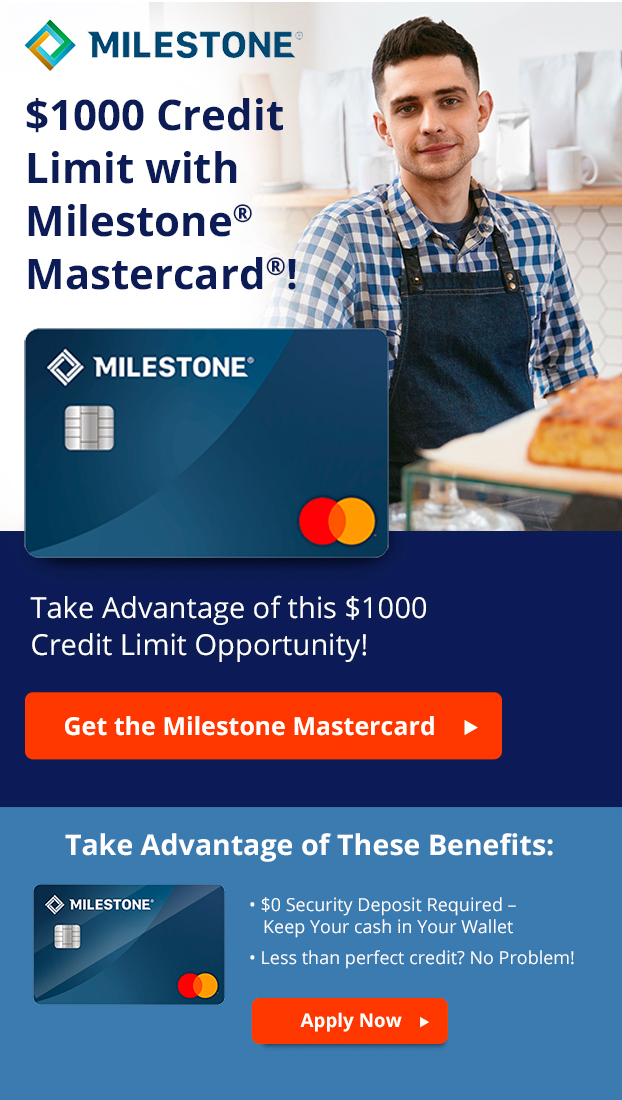 MILESTONE®
$1000 Credit
Limit with
Milestone®
Mastercard®!
MILESTONE®
Take Advantage of this $1000
Credit Limit Opportunity!
Get the Milestone Mastercard
Take Advantage of These Benefits:
MILESTONE®
• $0 Security Deposit Required –
Keep Your cash in Your Wallet
• Less than perfect credit? No Problem!
Apply Now